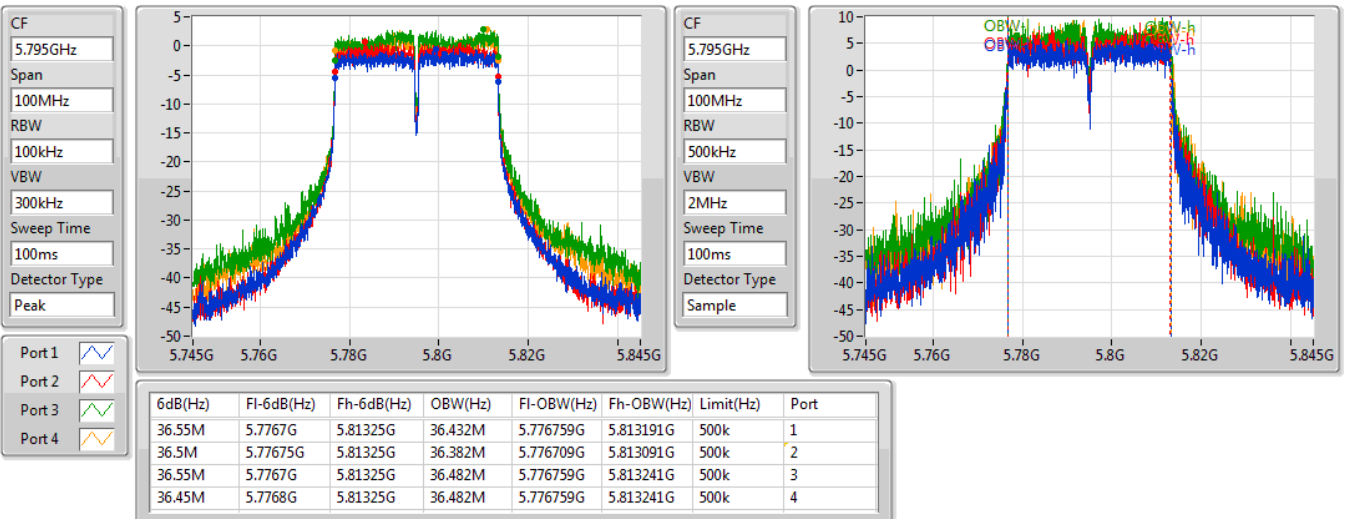 CF
5.795GHz
Span
100MHz
RBW
100kHz
VBW
300kHz
Sweep Time
100ms
Detector Type
Peak
5
0
-5
-10
-15
-20
-25
-30
-35
-40
-45
-50
5.745G 5.76G 5.78G 5.8G 5.82G 5.845G
CF
5.795GHz
Span
100MHz
RBW
500kHz
VBW
2MHz
Sweep Time
100ms
Detector Type
Sample
10
5
0
-5
-10
-15
-20
-25
-30
-35
-40
-45
-50
5.745G 5.76G 5.78G 5.8G 5.82G 5.845G
Port 1
Port 2
Port 3
Port 4
6dB(Hz) Fl-6dB(Hz) Fh-6dB(Hz) OBW(Hz) Fl-OBW(Hz) Fh-OBW(Hz) Limit(Hz) Port
36.55M 5.7767G 5.81325G 36.432M 5.776759G 5.813191G 500k 1
36.5M 5.77675G 5.81325G 36.382M 5.776709G 5.813091G 500k 2
36.55M 5.7767G 5.81325G 36.482M 5.776759G 5.813241G 500k 3
36.45M 5.7768G 5.81325G 36.482M 5.776759G 5.813241G 500k 4